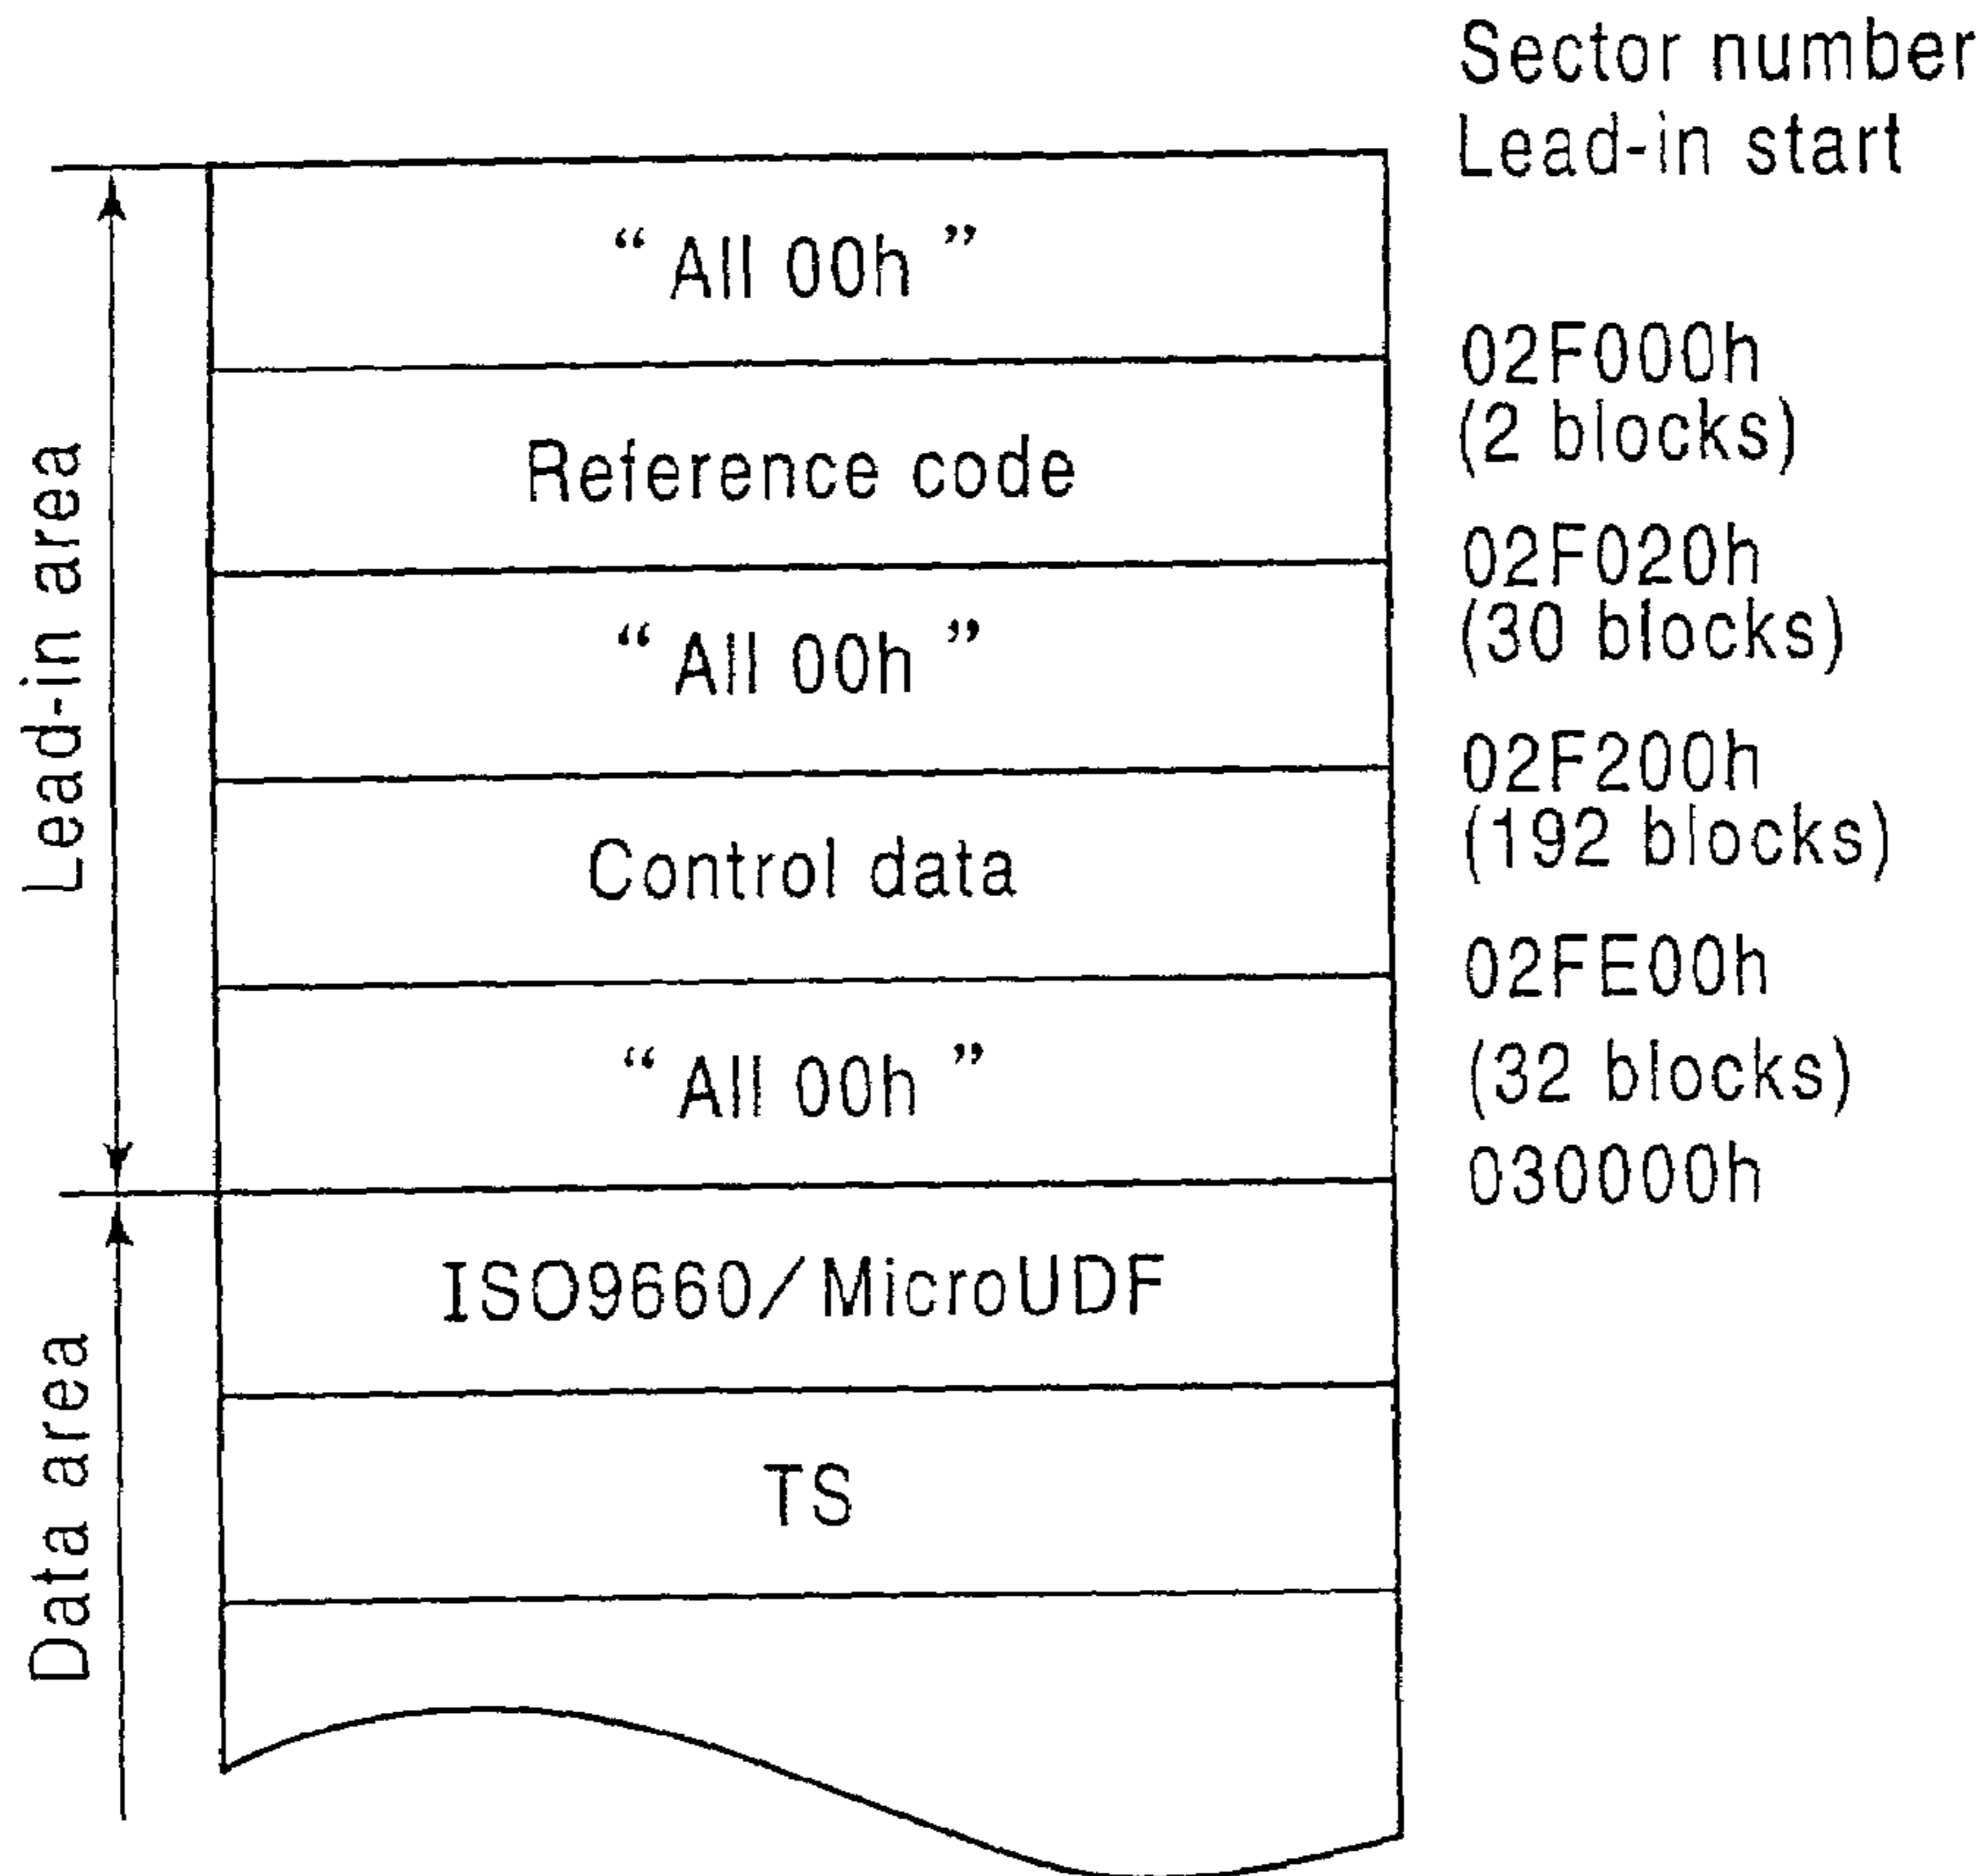 Sector number
Lead-in start
“ All 00h ”
02F000h
(2 blocks)
Reference code
02F020h
(30 blocks)
“ All 00h ”
02F200h
(192 blocks)
Control data
02FE00h
(32 blocks)
“ All 00h ”
030000h
ISO9660/MicroUDF
TS
Lead-in area
Data area